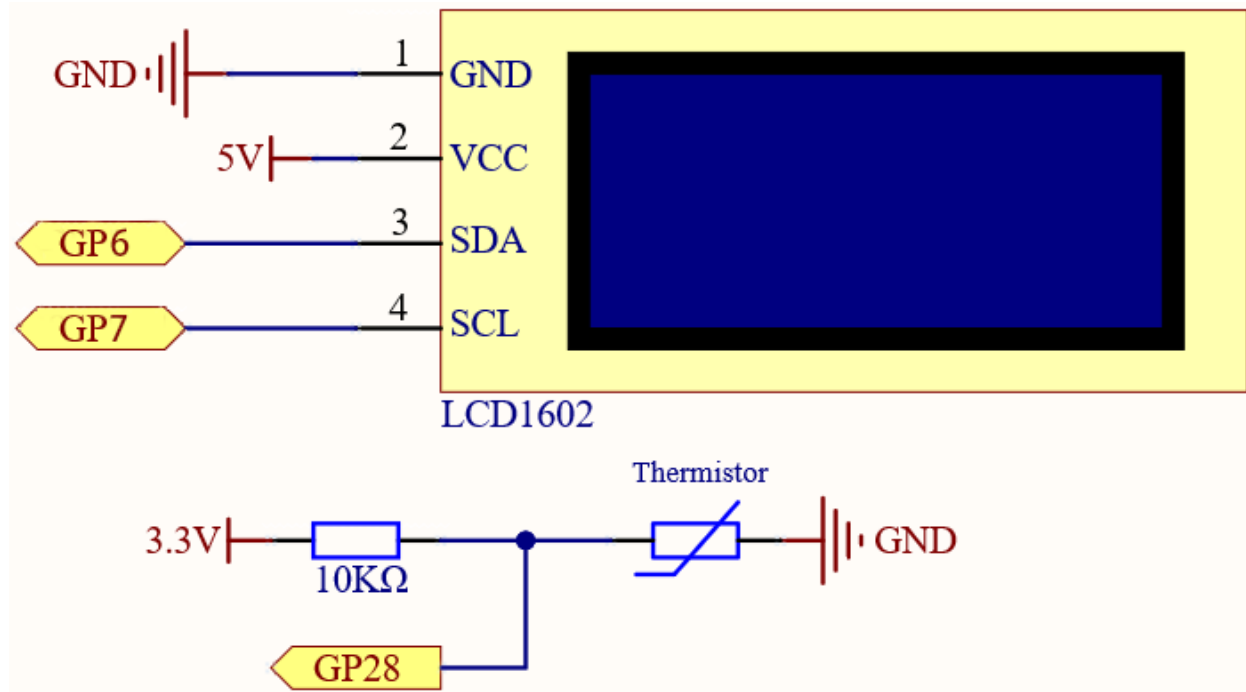 GND 1 GND
5V 2 VCC
GP6 3 SDA
GP7 4 SCL
LCD1602
Thermistor
3.3V GND
10KΩ
GP28